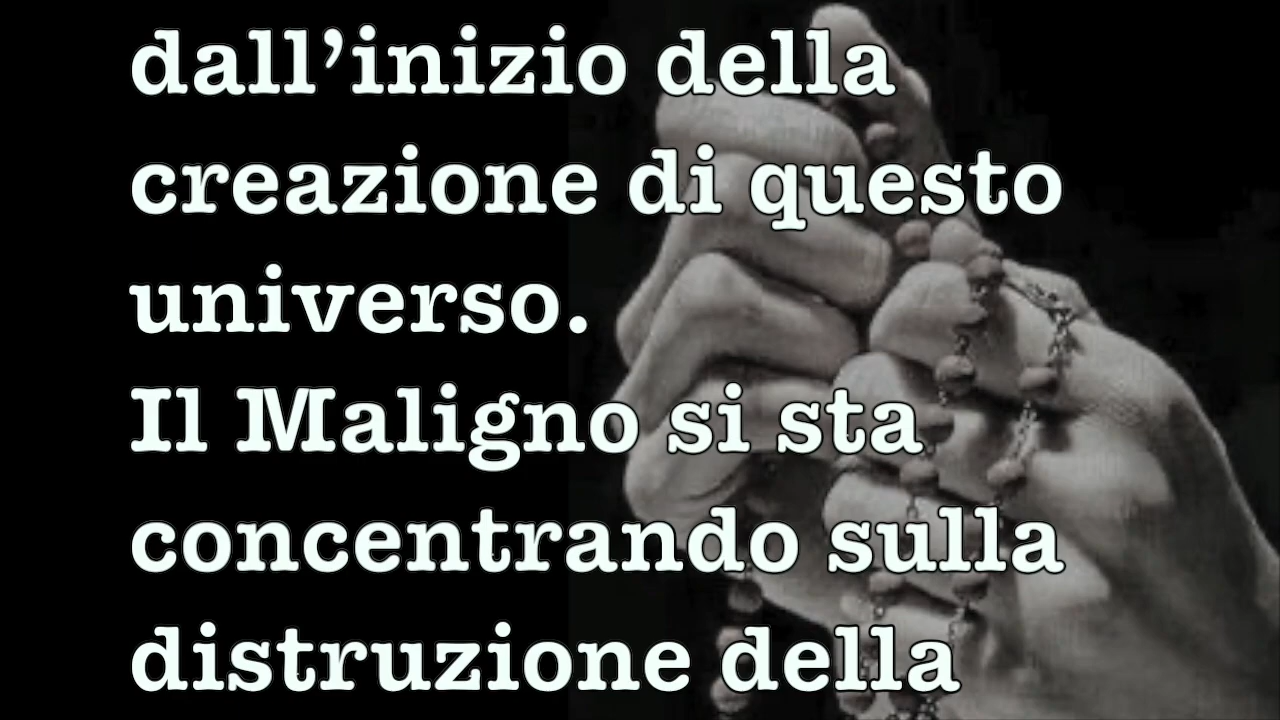 dall’inizio della
creazione di questo
universo.
Il Maligno si sta
concentrando sulla
distruzione della